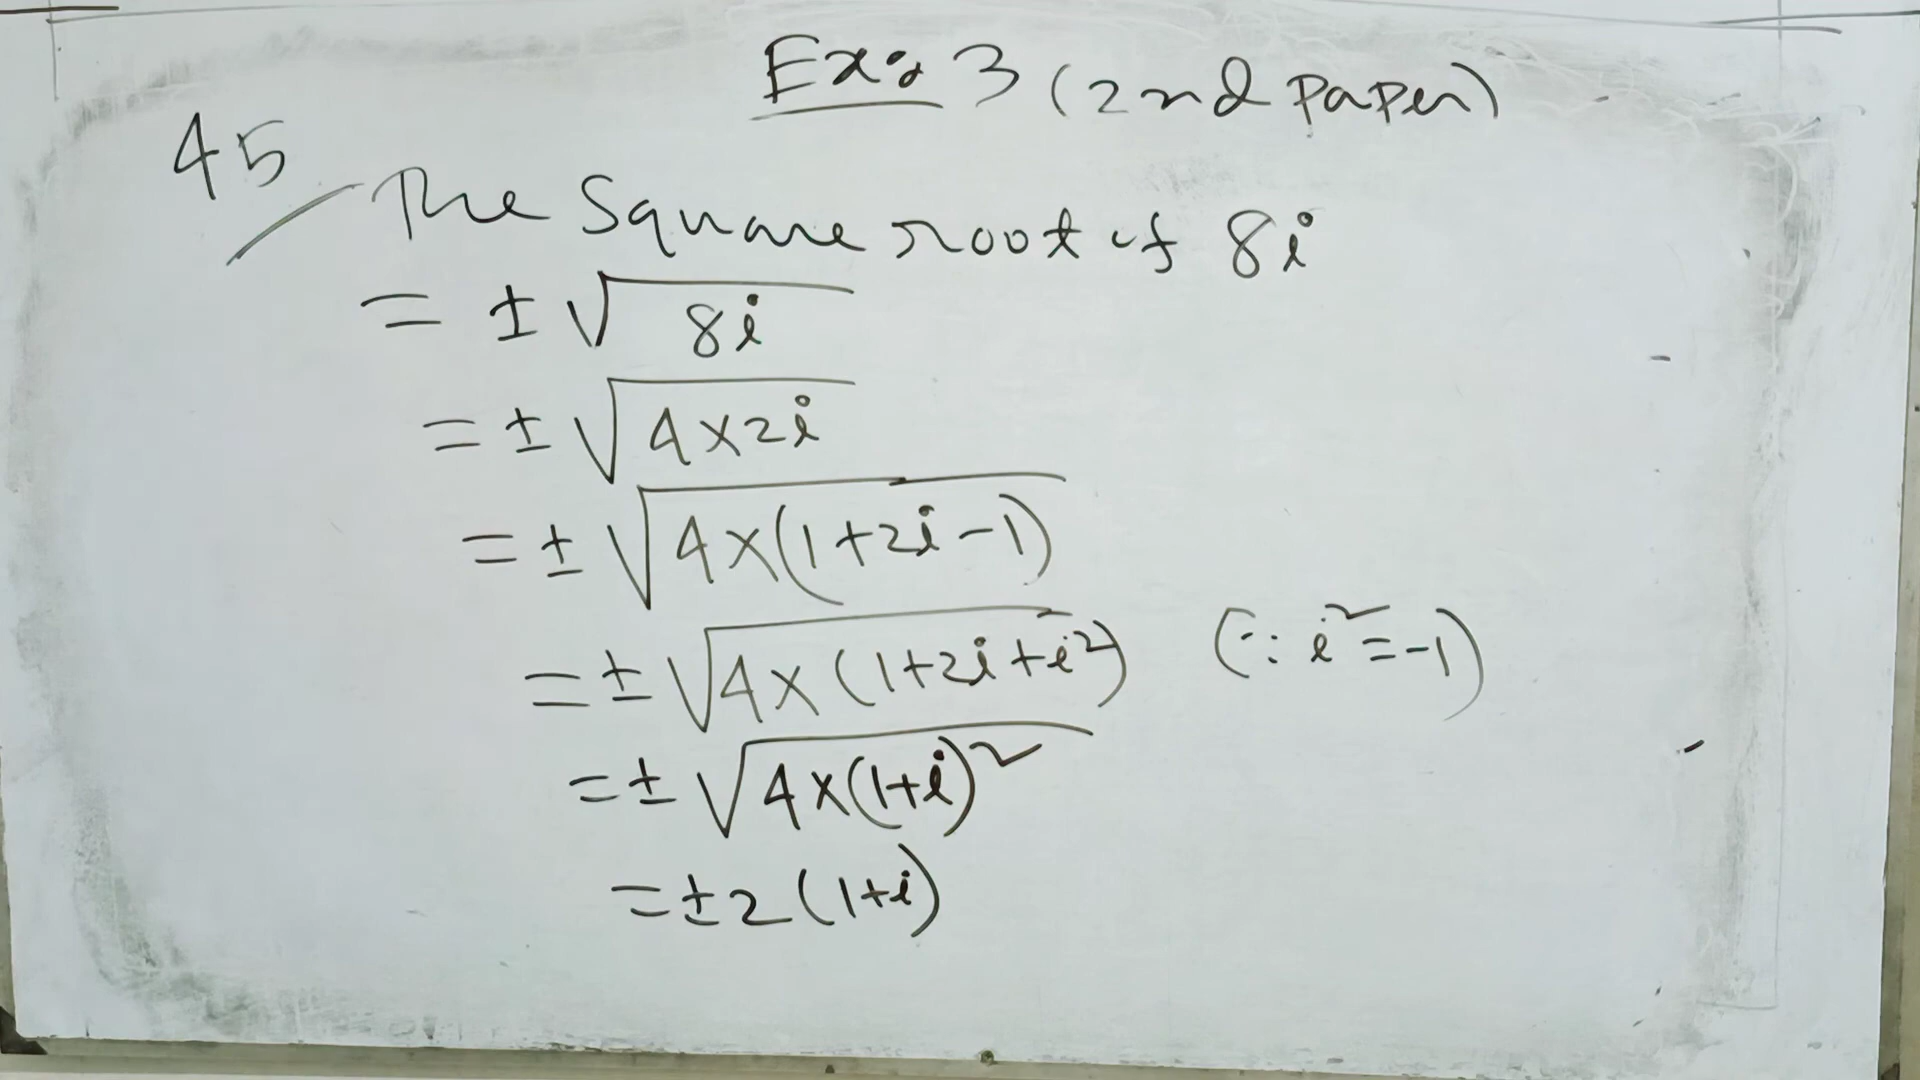 Ex: 3 (2nd paper)
45/ The Square root of 8i
= ± √8i
= ± √4×2i
= ± √4×(1+2i-1)
= ± √4×(1+2i+i²) (∵ i²=-1)
= ± √4×(1+i)²
= ±2(1+i)